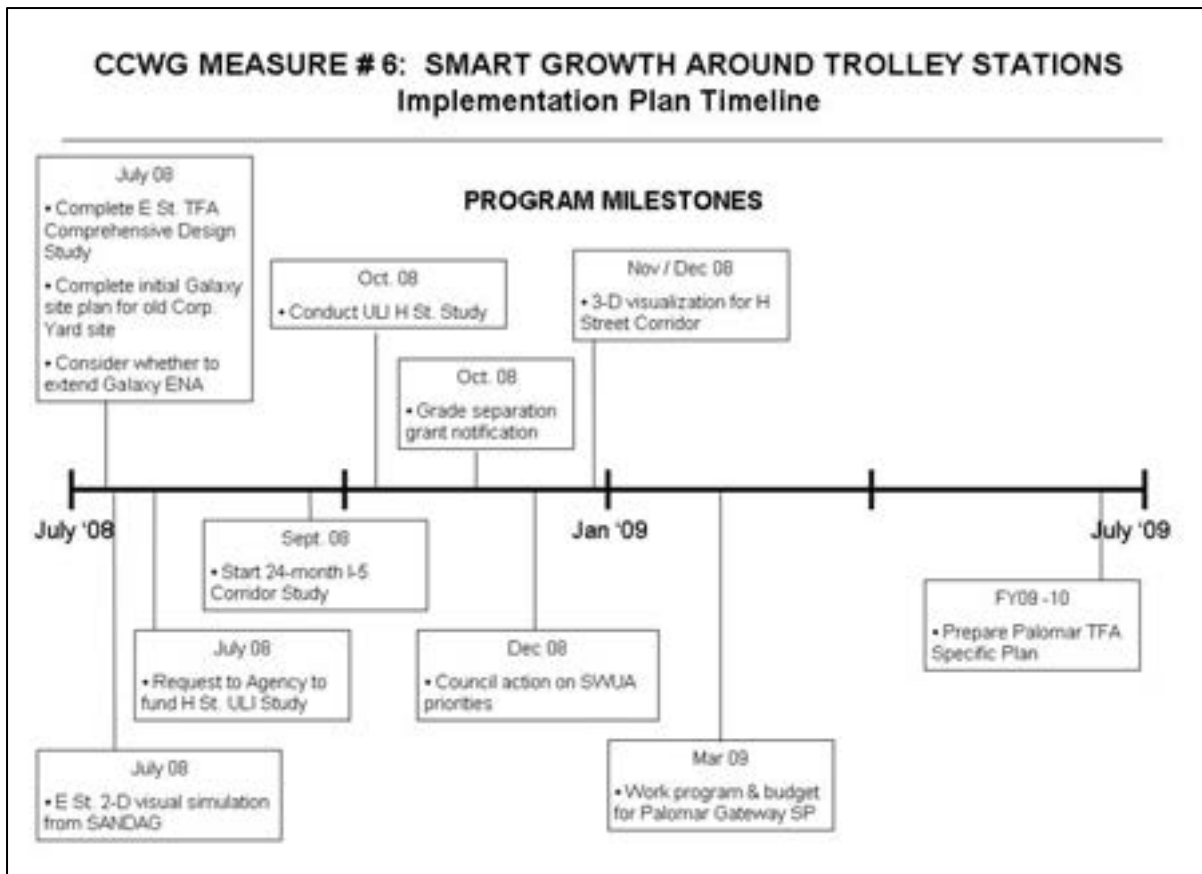 CCWG MEASURE # 6: SMART GROWTH AROUND TROLLEY STATIONS
Implementation Plan Timeline
PROGRAM MILESTONES
July 08
• Complete E St. TFA
Comprehensive Design
Study
• Complete initial Galaxy
site plan for old Corp.
Yard site
• Consider whether to
extend Galaxy ENA
Oct. 08
• Conduct ULI H St. Study
Oct. 08
• Grade separation
grant notification
Nov / Dec 08
• 3-D visualization for H
Street Corridor
July '08
Jan '09
July '09
Sept. 08
• Start 24-month I-5
Corridor Study
July 08
• Request to Agency to
fund H St. ULI Study
July 08
• E St. 2-D visual simulation
from SANDAG
Dec 08
• Council action on SWUA
priorities
Mar 09
• Work program & budget
for Palomar Gateway SP
FY09 -10
• Prepare Palomar TFA
Specific Plan